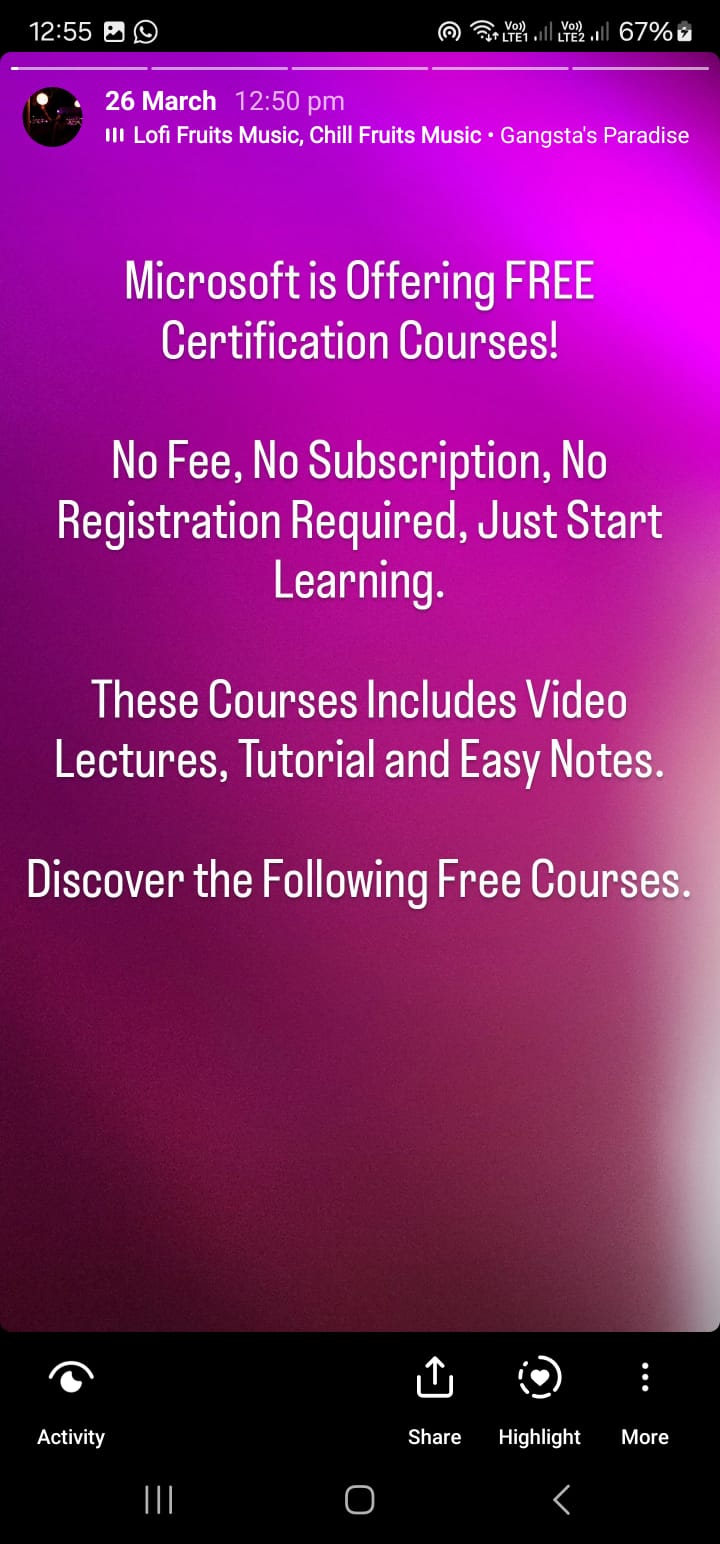 12:55
Vo)) LTE1 Vo)) LTE2 67%
26 March 12:50 pm
Lofi Fruits Music, Chill Fruits Music • Gangsta's Paradise
Microsoft is Offering FREE
Certification Courses!
No Fee, No Subscription, No
Registration Required, Just Start
Learning.
These Courses Includes Video
Lectures, Tutorial and Easy Notes.
Discover the Following Free Courses.
Activity
Share
Highlight
More